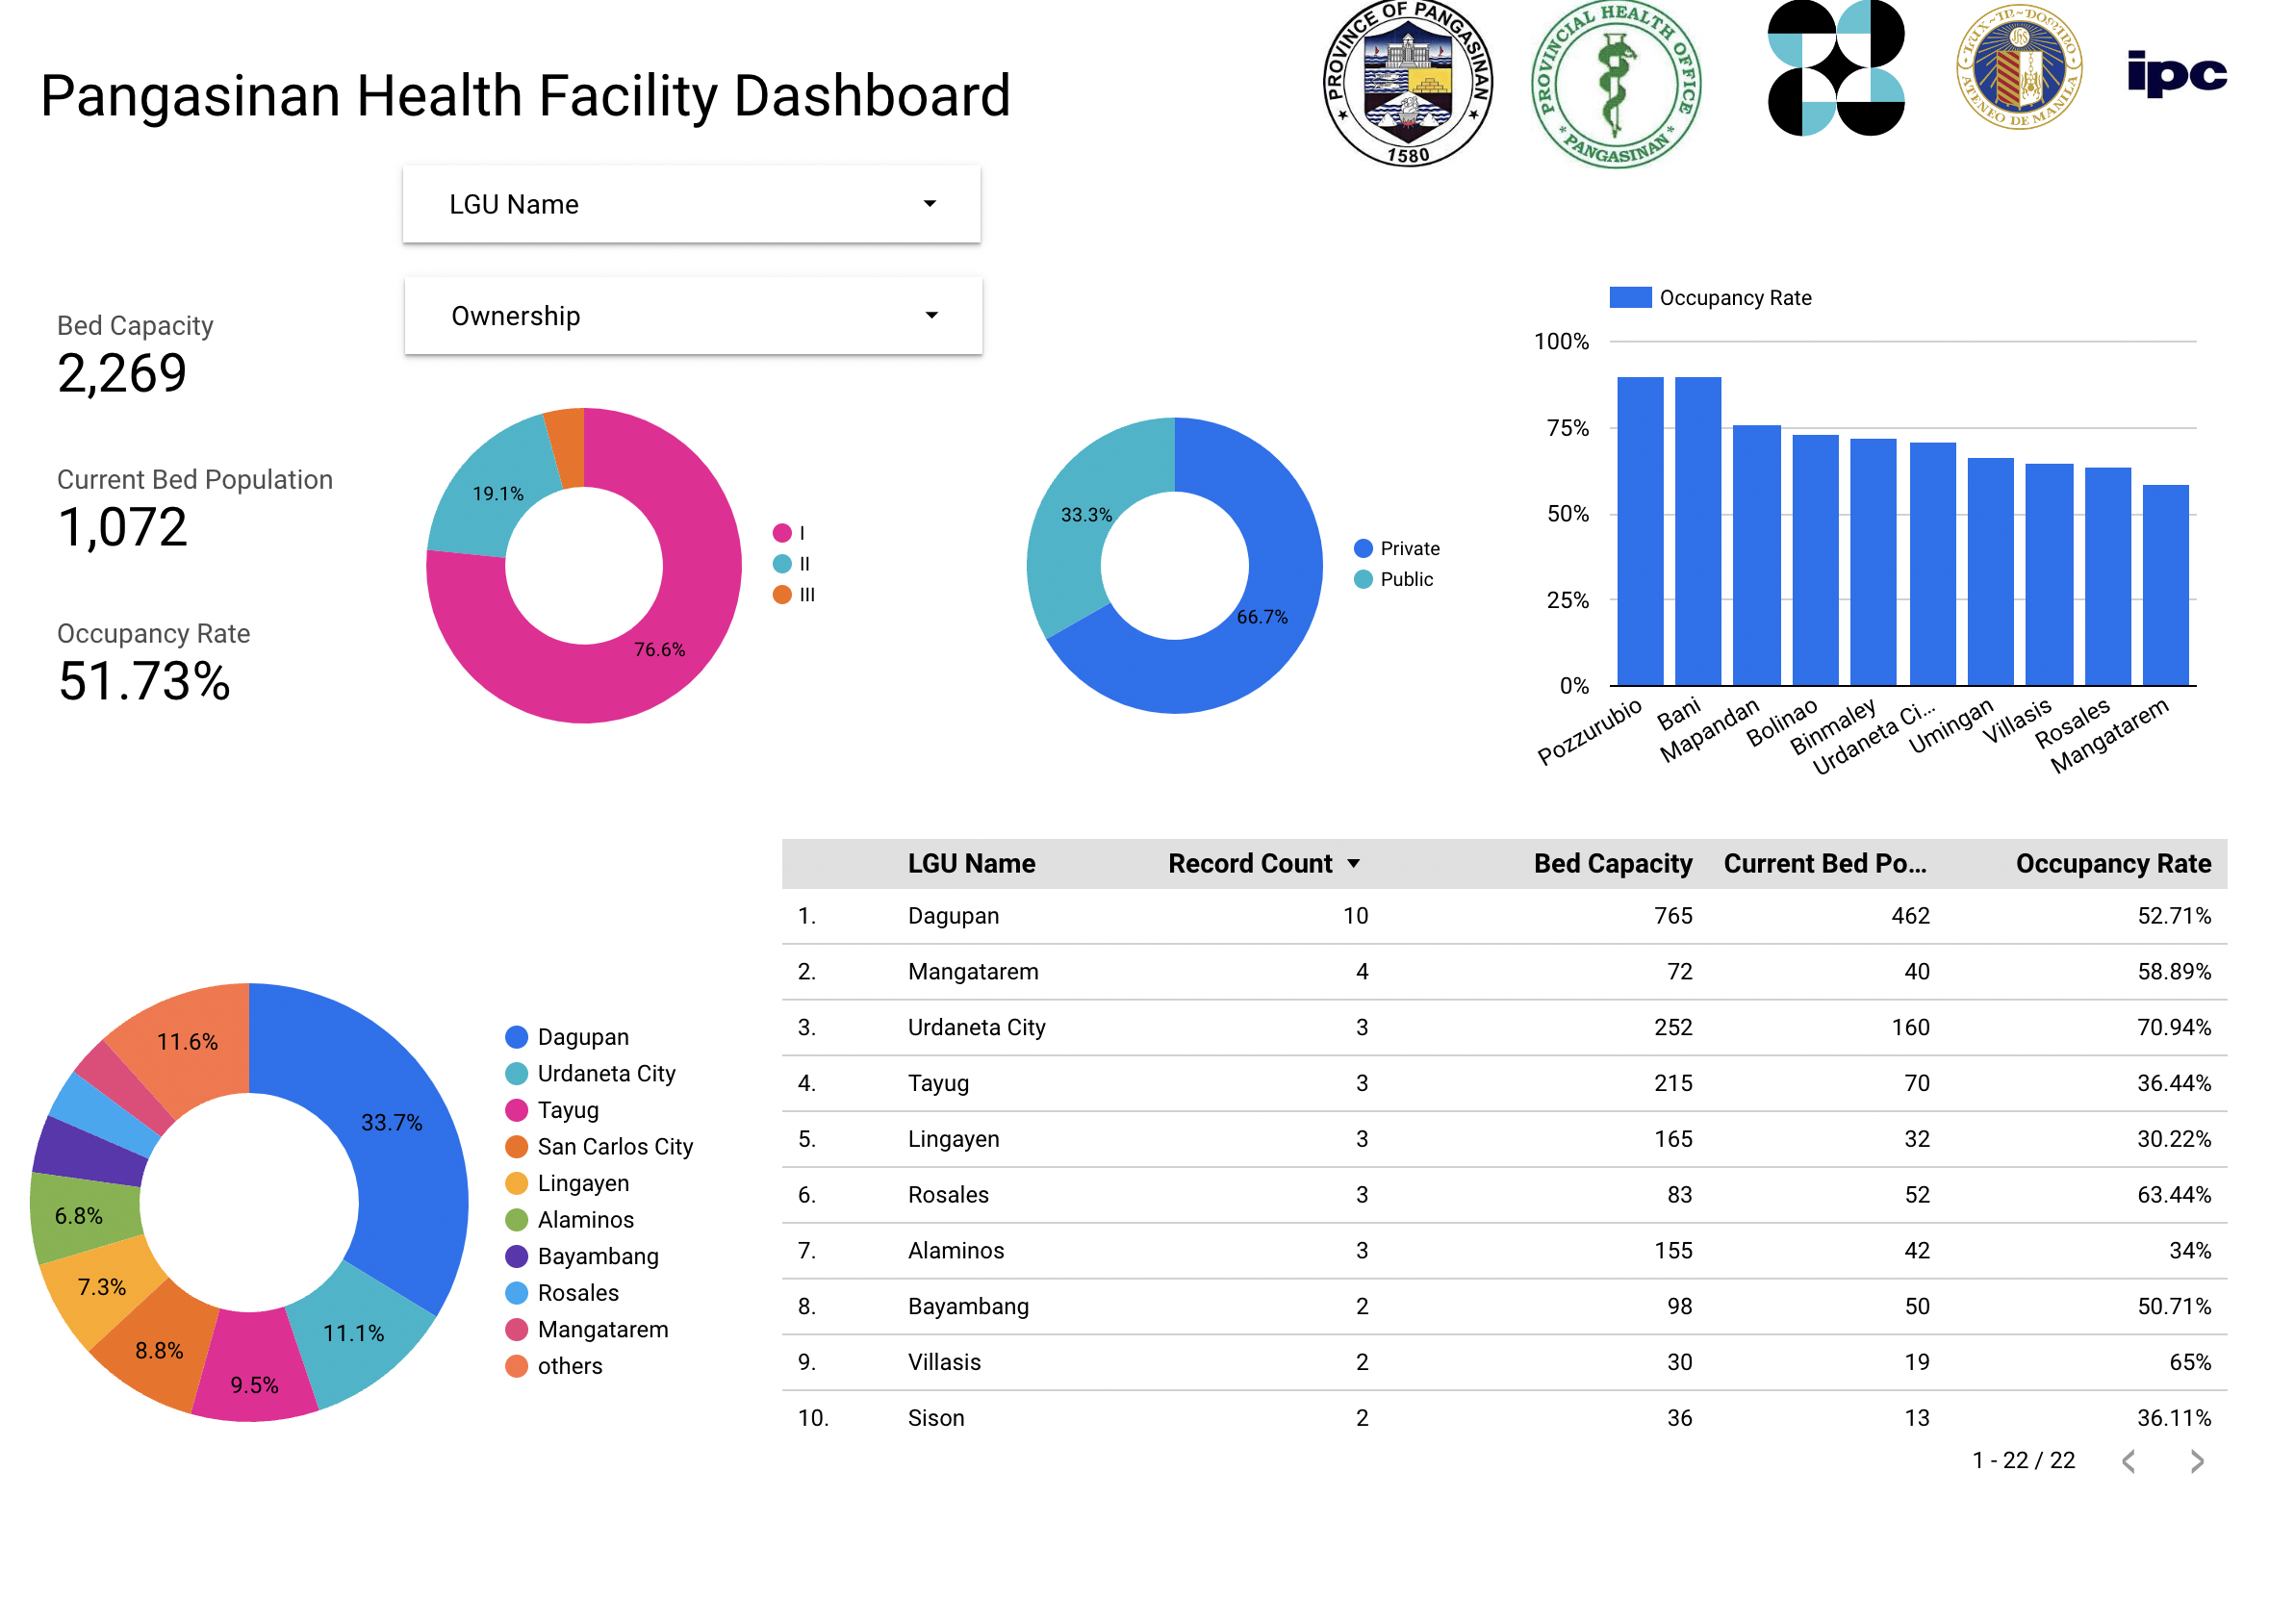 PROVINCE OF PANGASINAN
1580
PROVINCIAL HEALTH OFFICE
* PANGASINAN *
LUX~IN~DOMINO
IHS
ATENEO DE MANILA
ipc
Pangasinan Health Facility Dashboard
LGU Name
Ownership
Bed Capacity
2,269
Current Bed Population
1,072
Occupancy Rate
51.73%
19.1%
76.6%
I
II
III
33.3%
66.7%
Private
Public
Occupancy Rate
100%
75%
50%
25%
0%
Pozzurubio
Bani
Mapandan
Bolinao
Binmaley
Urdaneta Ci...
Umingan
Villasis
Rosales
Mangatarem
11.6%
33.7%
6.8%
7.3%
8.8%
9.5%
11.1%
Dagupan
Urdaneta City
Tayug
San Carlos City
Lingayen
Alaminos
Bayambang
Rosales
Mangatarem
others
LGU Name Record Count Bed Capacity Current Bed Po... Occupancy Rate
1. Dagupan 10 765 462 52.71%
2. Mangatarem 4 72 40 58.89%
3. Urdaneta City 3 252 160 70.94%
4. Tayug 3 215 70 36.44%
5. Lingayen 3 165 32 30.22%
6. Rosales 3 83 52 63.44%
7. Alaminos 3 155 42 34%
8. Bayambang 2 98 50 50.71%
9. Villasis 2 30 19 65%
10. Sison 2 36 13 36.11%
1 - 22 / 22